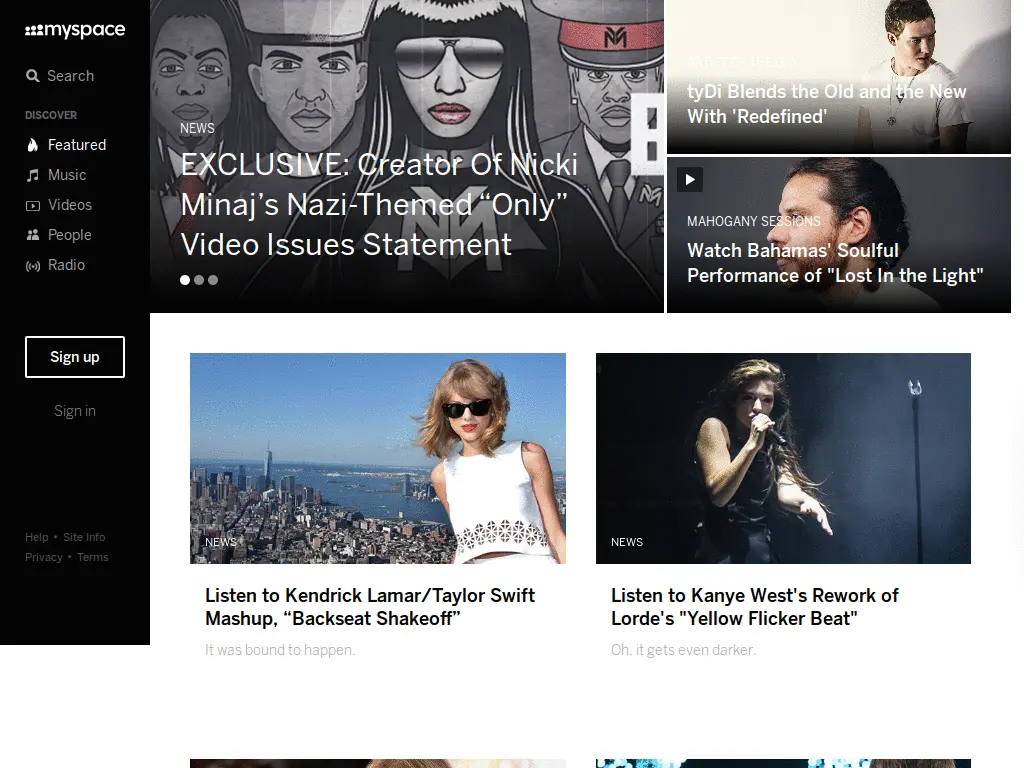 myspace
Search
DISCOVER
Featured
Music
Videos
People
Radio
Sign up
Sign in
Help • Site Info
Privacy • Terms
NEWS
EXCLUSIVE: Creator Of Nicki
Minaj’s Nazi-Themed “Only”
Video Issues Statement
tyDi Blends the Old and the New
With 'Redefined'
MAHOGANY SESSIONS
Watch Bahamas' Soulful
Performance of "Lost In the Light"
NEWS
Listen to Kendrick Lamar/Taylor Swift
Mashup, “Backseat Shakeoff”
It was bound to happen.
NEWS
Listen to Kanye West's Rework of
Lorde's "Yellow Flicker Beat"
Oh, it gets even darker.